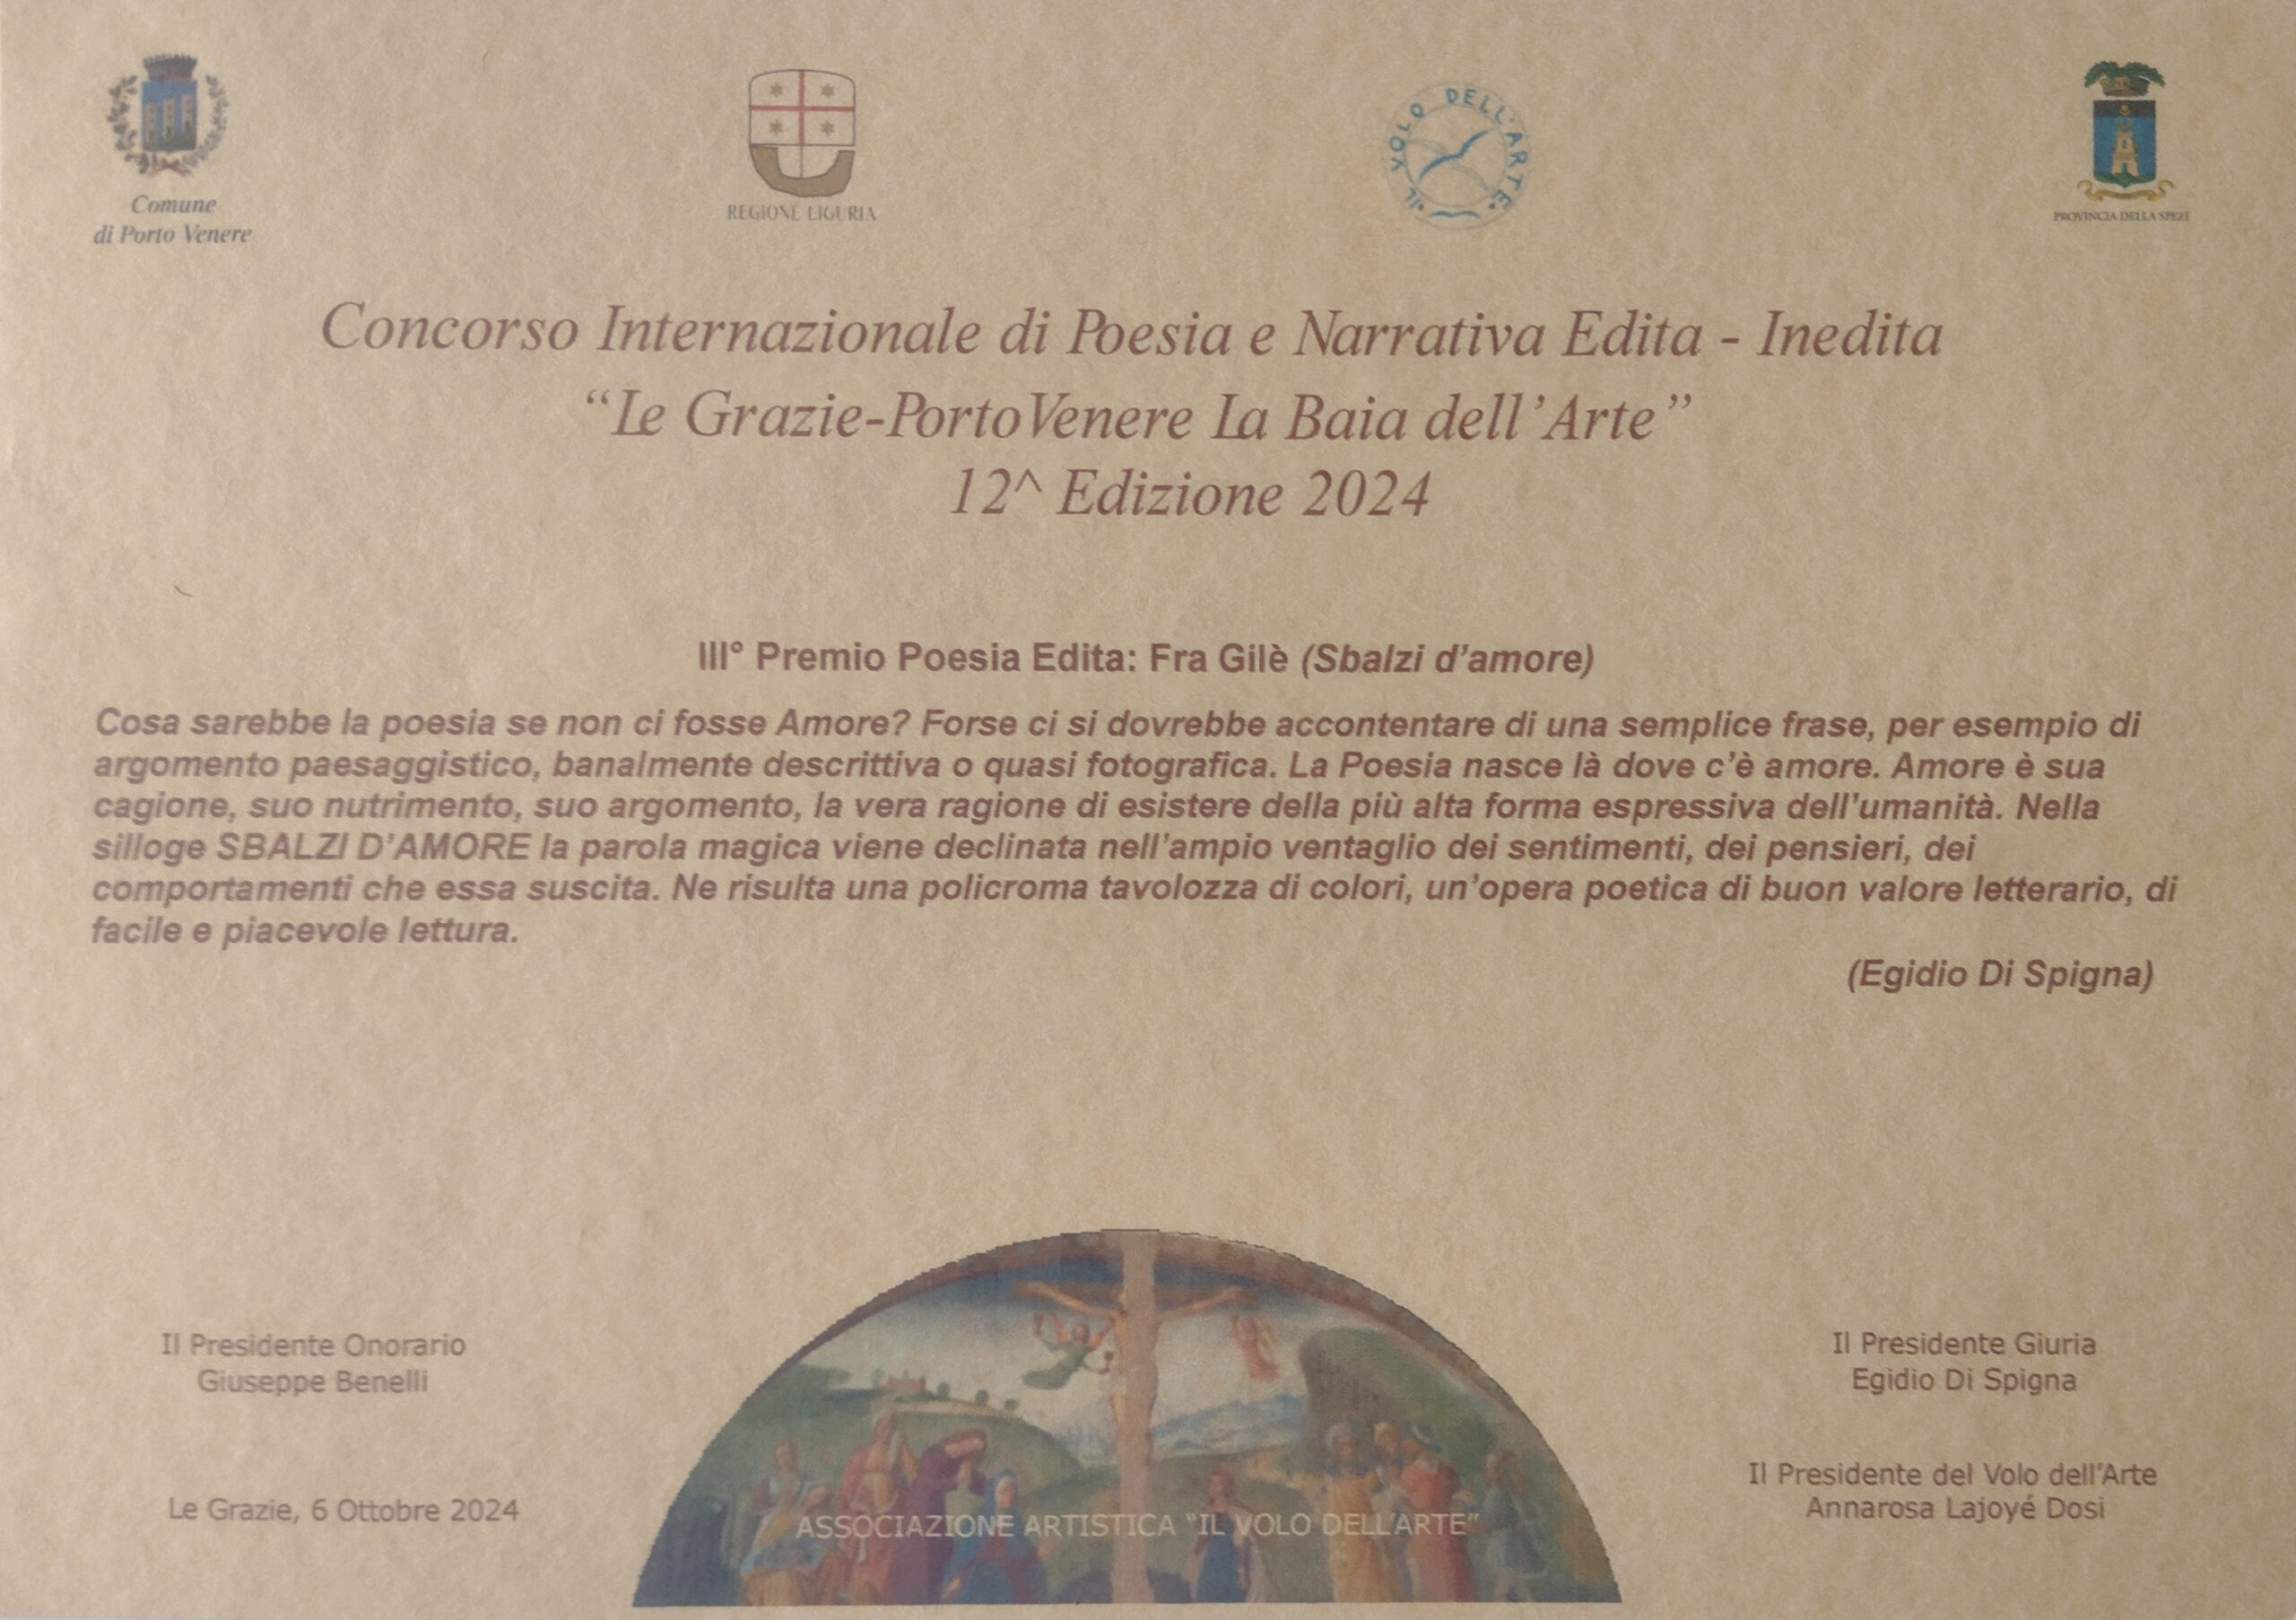 Comune
di Porto Venere
REGIONE LIGURIA
IL VOLO DELL'ARTE
PROVINCIA DELLA SPEZI
Concorso Internazionale di Poesia e Narrativa Edita - Inedita
“Le Grazie-PortoVenere La Baia dell’Arte”
12^ Edizione 2024
III° Premio Poesia Edita: Fra Gilè (Sbalzi d’amore)
Cosa sarebbe la poesia se non ci fosse Amore? Forse ci si dovrebbe accontentare di una semplice frase, per esempio di
argomento paesaggistico, banalmente descrittiva o quasi fotografica. La Poesia nasce là dove c’è amore. Amore è sua
cagione, suo nutrimento, suo argomento, la vera ragione di esistere della più alta forma espressiva dell’umanità. Nella
silloge SBALZI D’AMORE la parola magica viene declinata nell’ampio ventaglio dei sentimenti, dei pensieri, dei
comportamenti che essa suscita. Ne risulta una policroma tavolozza di colori, un’opera poetica di buon valore letterario, di
facile e piacevole lettura.
(Egidio Di Spigna)
Il Presidente Onorario
Giuseppe Benelli
Il Presidente Giuria
Egidio Di Spigna
Il Presidente del Volo dell’Arte
Annarosa Lajoyé Dosi
Le Grazie, 6 Ottobre 2024
ASSOCIAZIONE ARTISTICA “IL VOLO DELL’ARTE”